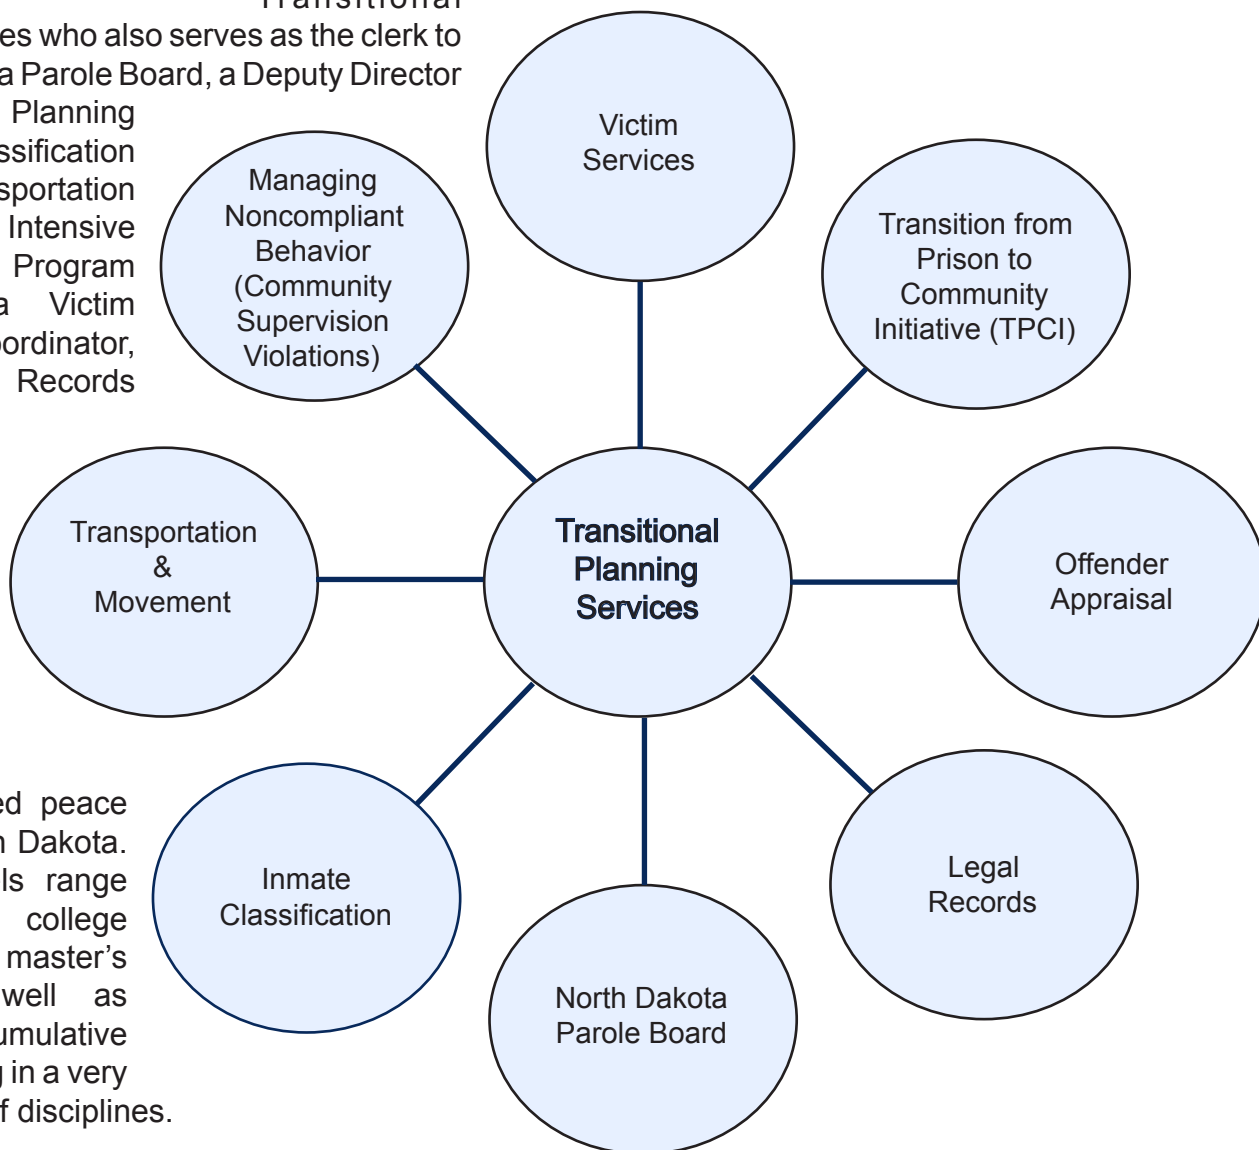 Transitional
es who also serves as the clerk to
a Parole Board, a Deputy Director
Planning
ssification
sportation
Intensive
Program
a Victim
oordinator,
Records
ed peace
h Dakota.
ls range
college
master's
well as
umulative
g in a very
f disciplines.
Victim
Services
Managing
Noncompliant
Behavior
(Community
Supervision
Violations)
Transition from
Prison to
Community
Initiative (TPCI)
Transportation
&
Movement
Transitional
Planning
Services
Offender
Appraisal
Inmate
Classification
Legal
Records
North Dakota
Parole Board